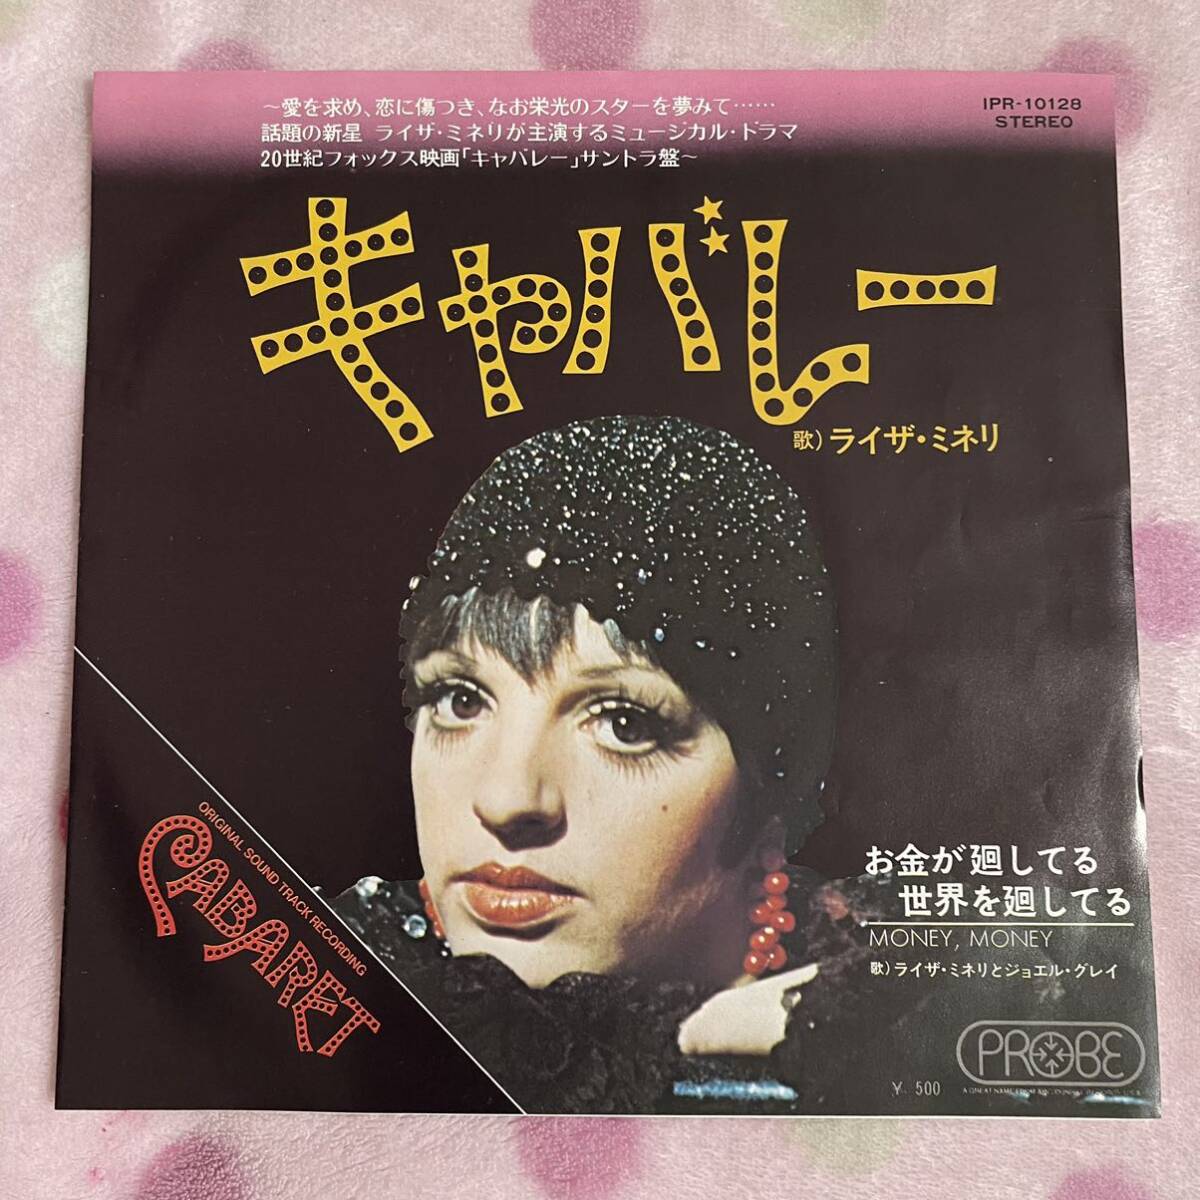 ～愛を求め、恋に傷つき、なお栄光のスターを夢みて……
話題の新星 ライザ・ミネリが主演するミュージカル・ドラマ
20世紀フォックス映画「キャバレー」サントラ盤～
IPR-10128
STEREO
キャバレー
歌）ライザ・ミネリ
お金が廻してる
世界を廻してる
MONEY, MONEY
歌）ライザ・ミネリとジョエル・グレイ
ORIGINAL SOUND TRACK RECORDING
CABARET
PROBE
¥ 500